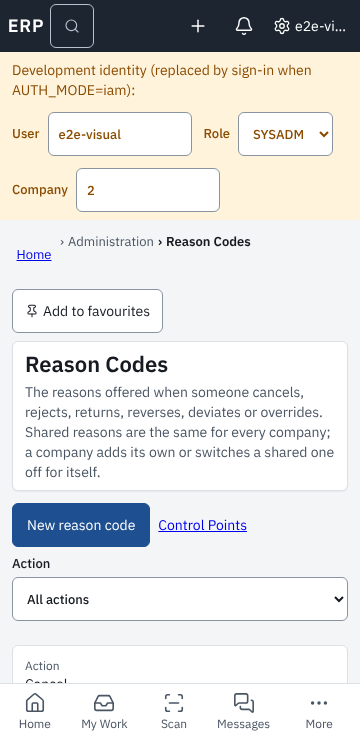 ERP
e2e-vi...
Development identity (replaced by sign-in when
AUTH_MODE=iam):
User e2e-visual Role SYSADM
Company 2
Home › Administration › Reason Codes
Add to favourites
Reason Codes
The reasons offered when someone cancels,
rejects, returns, reverses, deviates or overrides.
Shared reasons are the same for every company;
a company adds its own or switches a shared one
off for itself.
New reason code Control Points
Action
All actions
Action
Cancel
Home My Work Scan Messages More